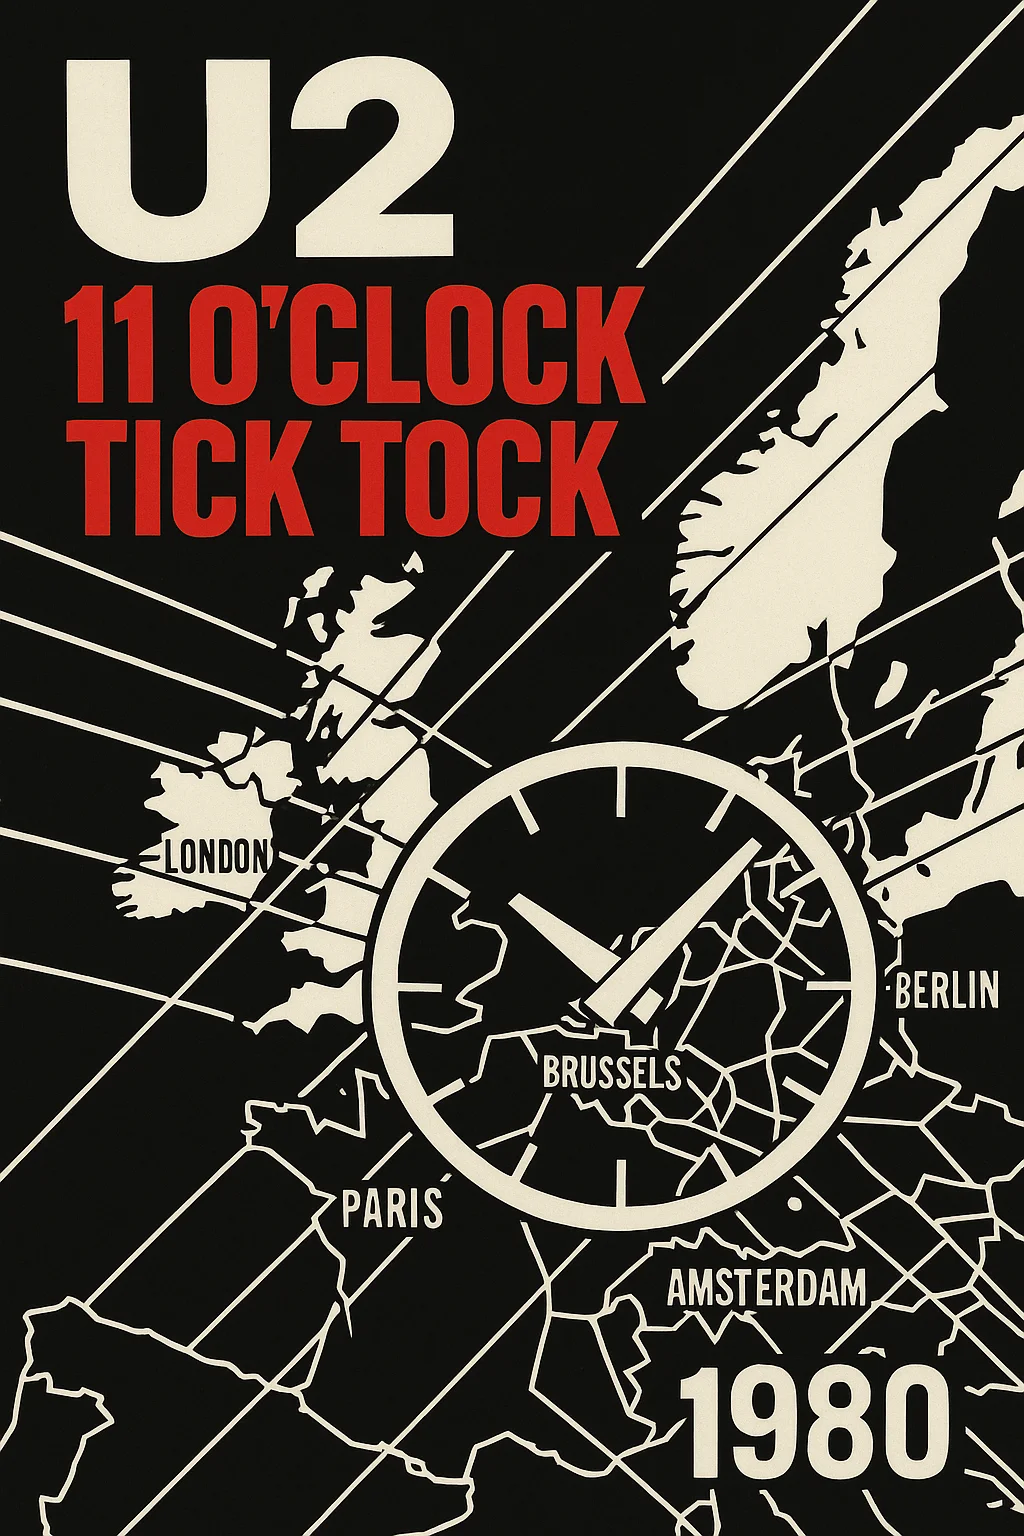 U2
11 O'CLOCK
TICK TOCK
LONDON
BERLIN
BRUSSELS
PARIS
AMSTERDAM
1980